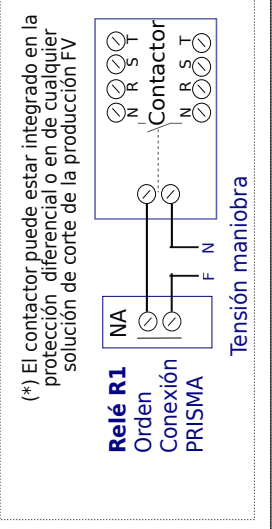 (*) El contactor puede estar integrado en la
protección diferencial o en de cualquier
solución de corte de la producción FV
NA
Relé R1
Orden
Conexión
PRISMA
F N
Tensión maniobra
N R S T
Contactor
N R S T